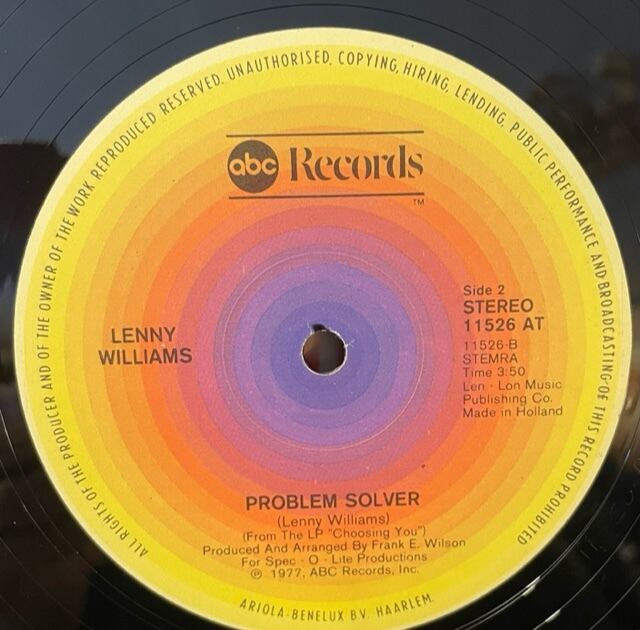 ALL RIGHTS OF THE PRODUCER AND OF THE OWNER OF THE WORK REPRODUCED RESERVED. UNAUTHORISED, COPYING, HIRING, LENDING, PUBLIC PERFORMANCE AND BROADCASTING OF THIS RECORD PROHIBITED
abc Records
TM
LENNY
WILLIAMS
Side 2
STEREO
11526 AT
11526-B
STEMRA
Time 3:50
Len · Lon Music
Publishing Co.
Made in Holland
PROBLEM SOLVER
(Lenny Williams)
(From The LP "Choosing You")
Produced And Arranged By Frank E. Wilson
For Spec · O · Lite Productions
℗ 1977, ABC Records, Inc.
ARIOLA-BENELUX B.V. HAARLEM.